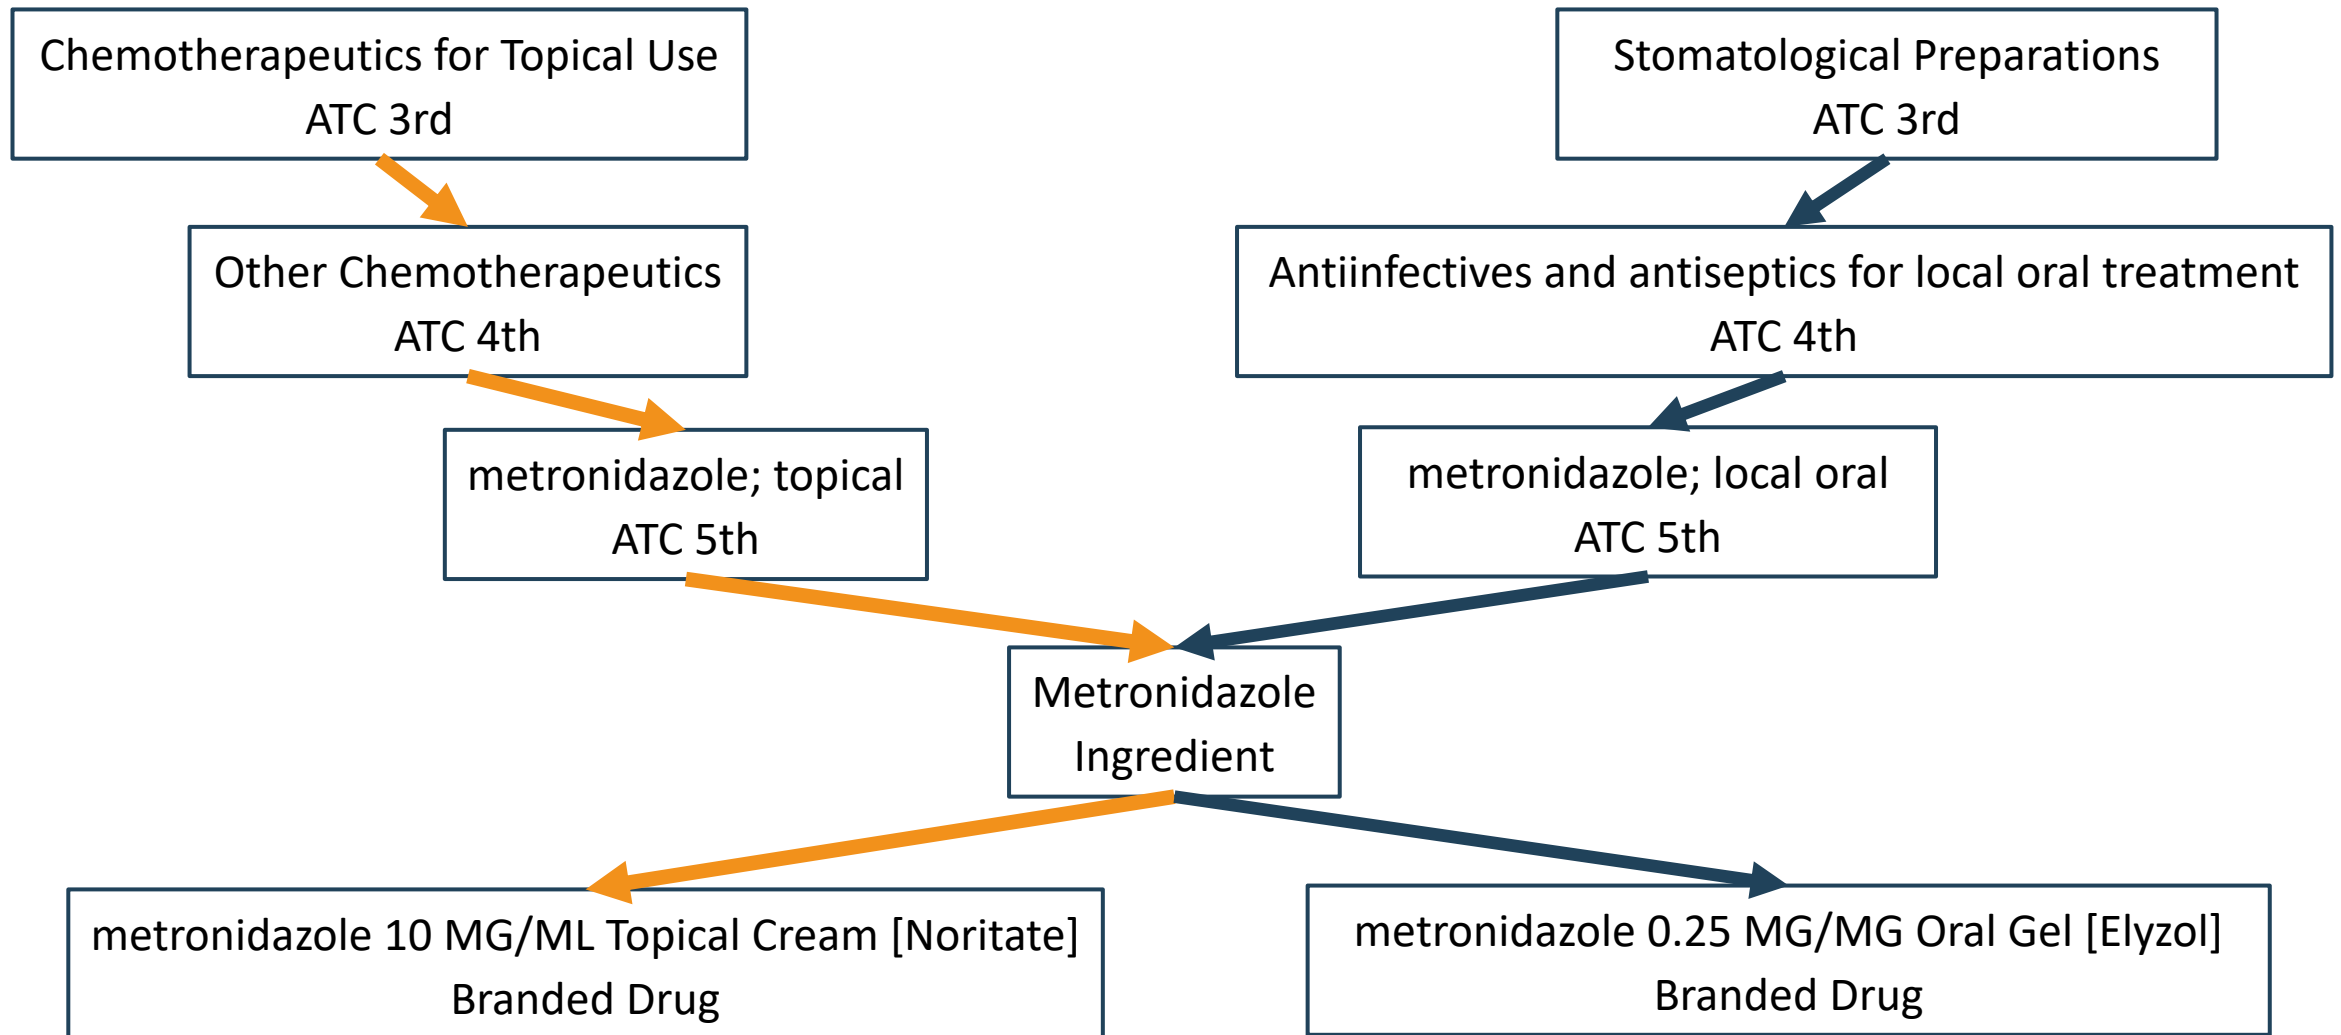 Chemotherapeutics for Topical Use
ATC 3rd
Stomatological Preparations
ATC 3rd
Other Chemotherapeutics
ATC 4th
Antiinfectives and antiseptics for local oral treatment
ATC 4th
metronidazole; topical
ATC 5th
metronidazole; local oral
ATC 5th
Metronidazole
Ingredient
metronidazole 10 MG/ML Topical Cream [Noritate]
Branded Drug
metronidazole 0.25 MG/MG Oral Gel [Elyzol]
Branded Drug